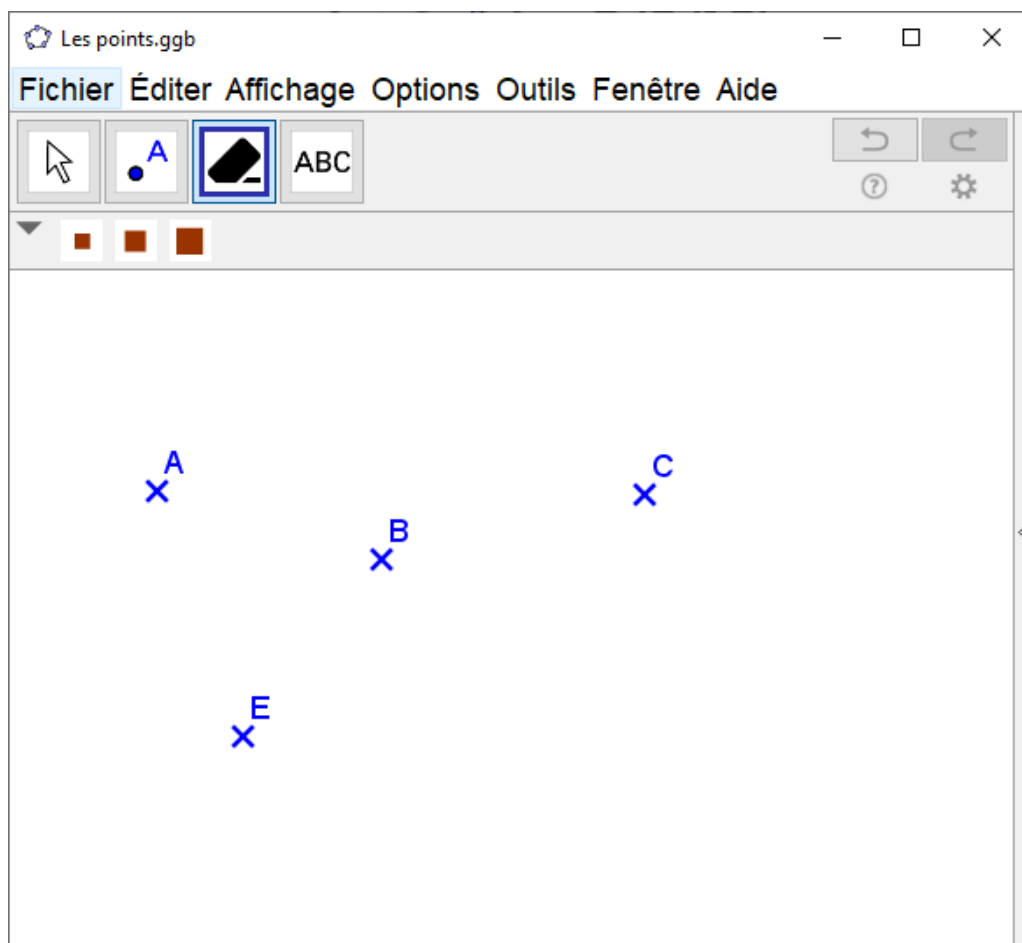 Les points.ggb
Fichier Éditer Affichage Options Outils Fenêtre Aide
A ABC
A
C
B
E